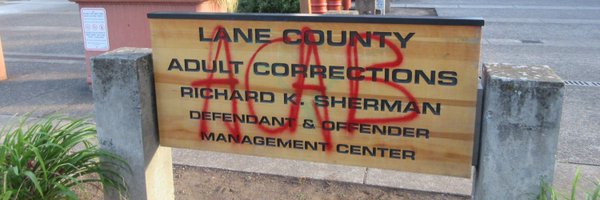 LANE COUNTY
ADULT CORRECTIONS
RICHARD K. SHERMAN
DEFENDANT & OFFENDER
MANAGEMENT CENTER
ACAB